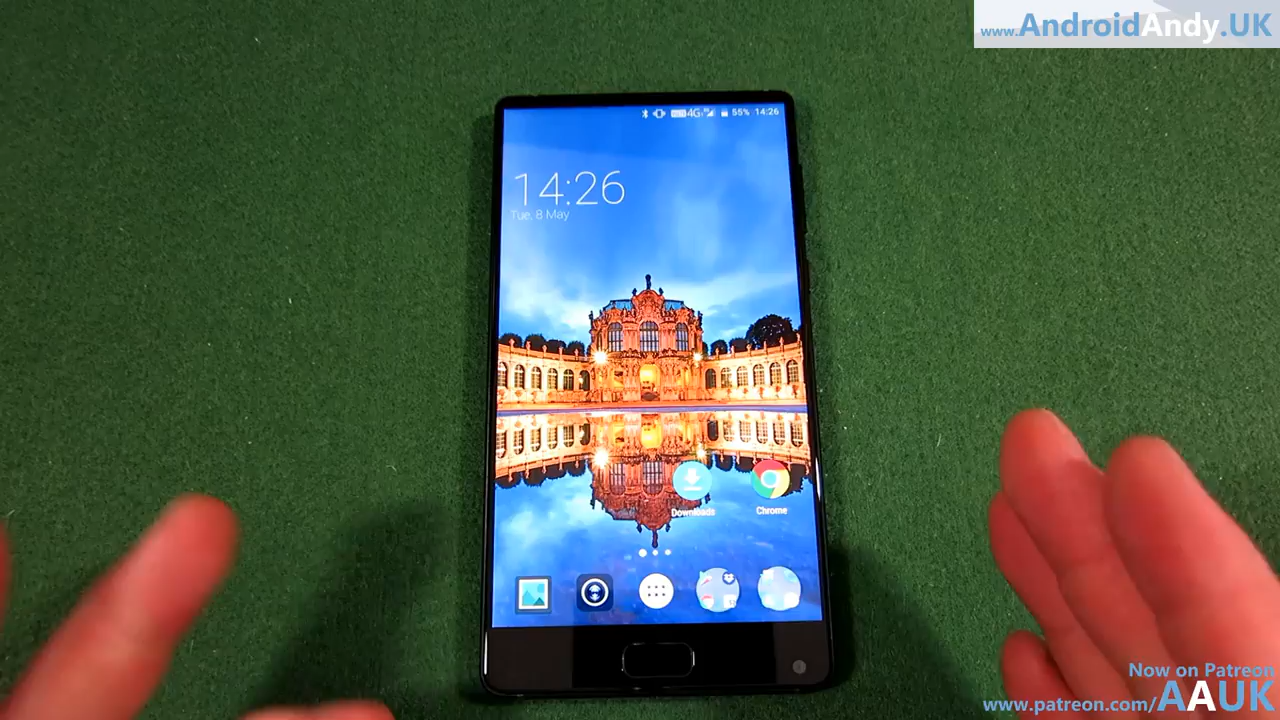 www.AndroidAndy.UK
4G 55% 14:26
14:26
Tue, 8 May
Downloads
Chrome
Now on Patreon
www.patreon.com/AAUK